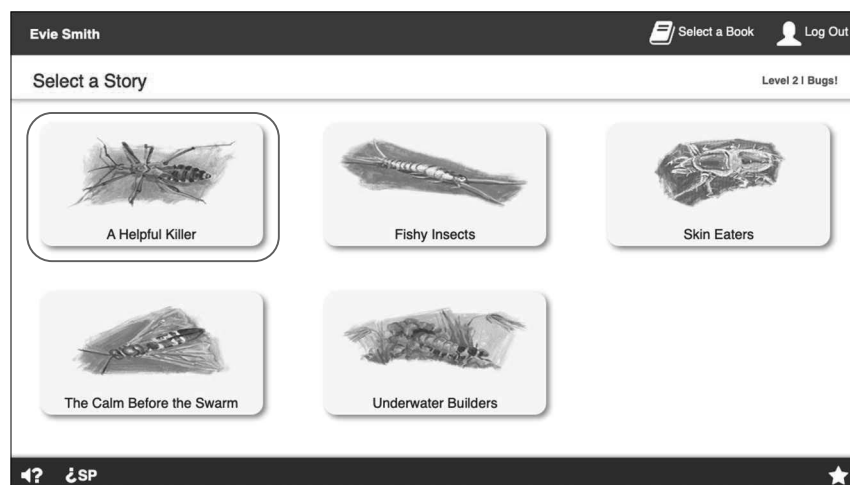 Evie Smith
Select a Book
Log Out
Select a Story
Level 2 | Bugs!
A Helpful Killer
Fishy Insects
Skin Eaters
The Calm Before the Swarm
Underwater Builders
? ¿SP